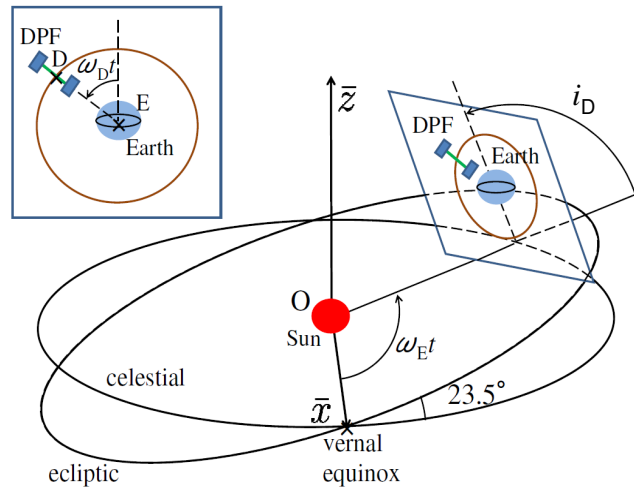 DPF
D
ω_D t
E
Earth
z̄
i_D
DPF
Earth
O
Sun
ω_E t
celestial
x̄
23.5°
vernal
equinox
ecliptic